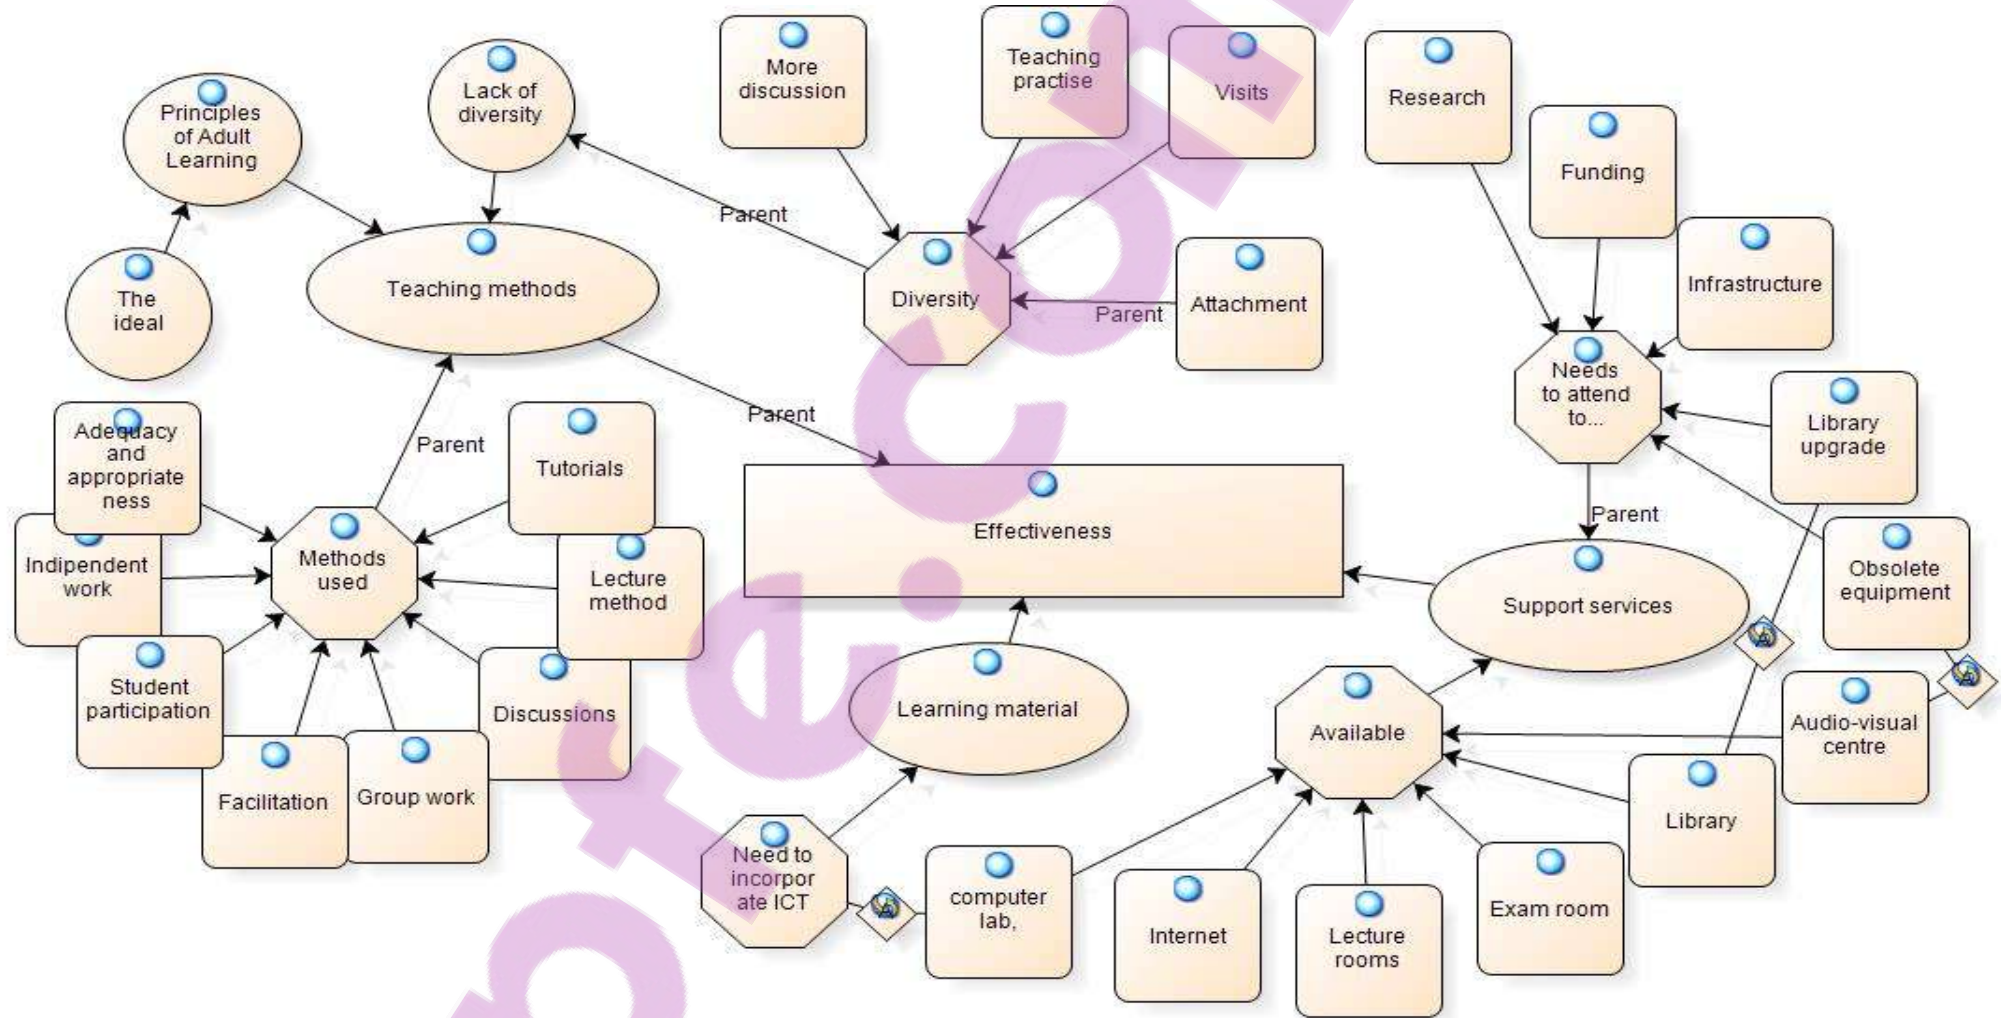 Principles
of Adult
Learning
Lack of
diversity
More
discussion
Teaching
practise
Visits
Research
Funding
Infrastructure
The
ideal
Teaching methods
Parent
Diversity
Parent
Attachment
Needs
to attend
to...
Library
upgrade
Parent
Adequacy
and
appropriate
ness
Parent
Tutorials
Indipendent
work
Methods
used
Lecture
method
Effectiveness
Parent
Support services
Obsolete
equipment
Student
participation
Discussions
Facilitation
Group work
Learning material
Available
Audio-visual
centre
Library
Need to
incorpor
ate ICT
computer
lab,
Internet
Lecture
rooms
Exam room
pfe.com